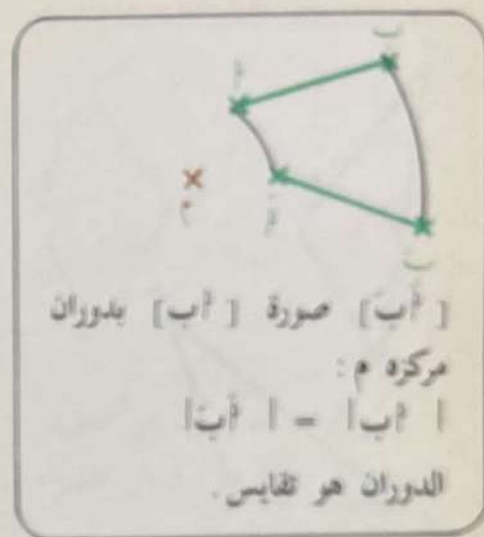 ب
أ
م
أ
ب
[ أَبَ ] صورة [ أب ] بدوران
مركزه م :
| أب | = | أَبَ |
الدوران هو تقايس .